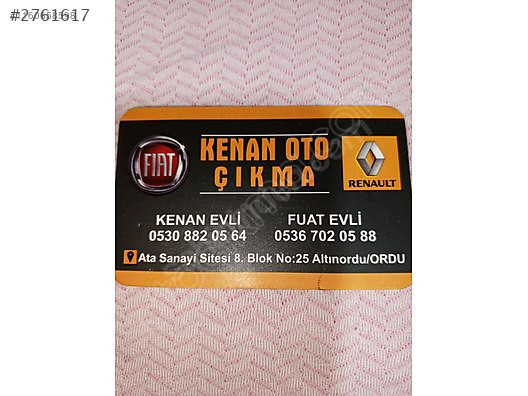 #2761617
FIAT
KENAN OTO
ÇIKMA
RENAULT
KENAN EVLİ
0530 882 05 64
FUAT EVLİ
0536 702 05 88
Ata Sanayi Sitesi 8. Blok No:25 Altınordu/ORDU